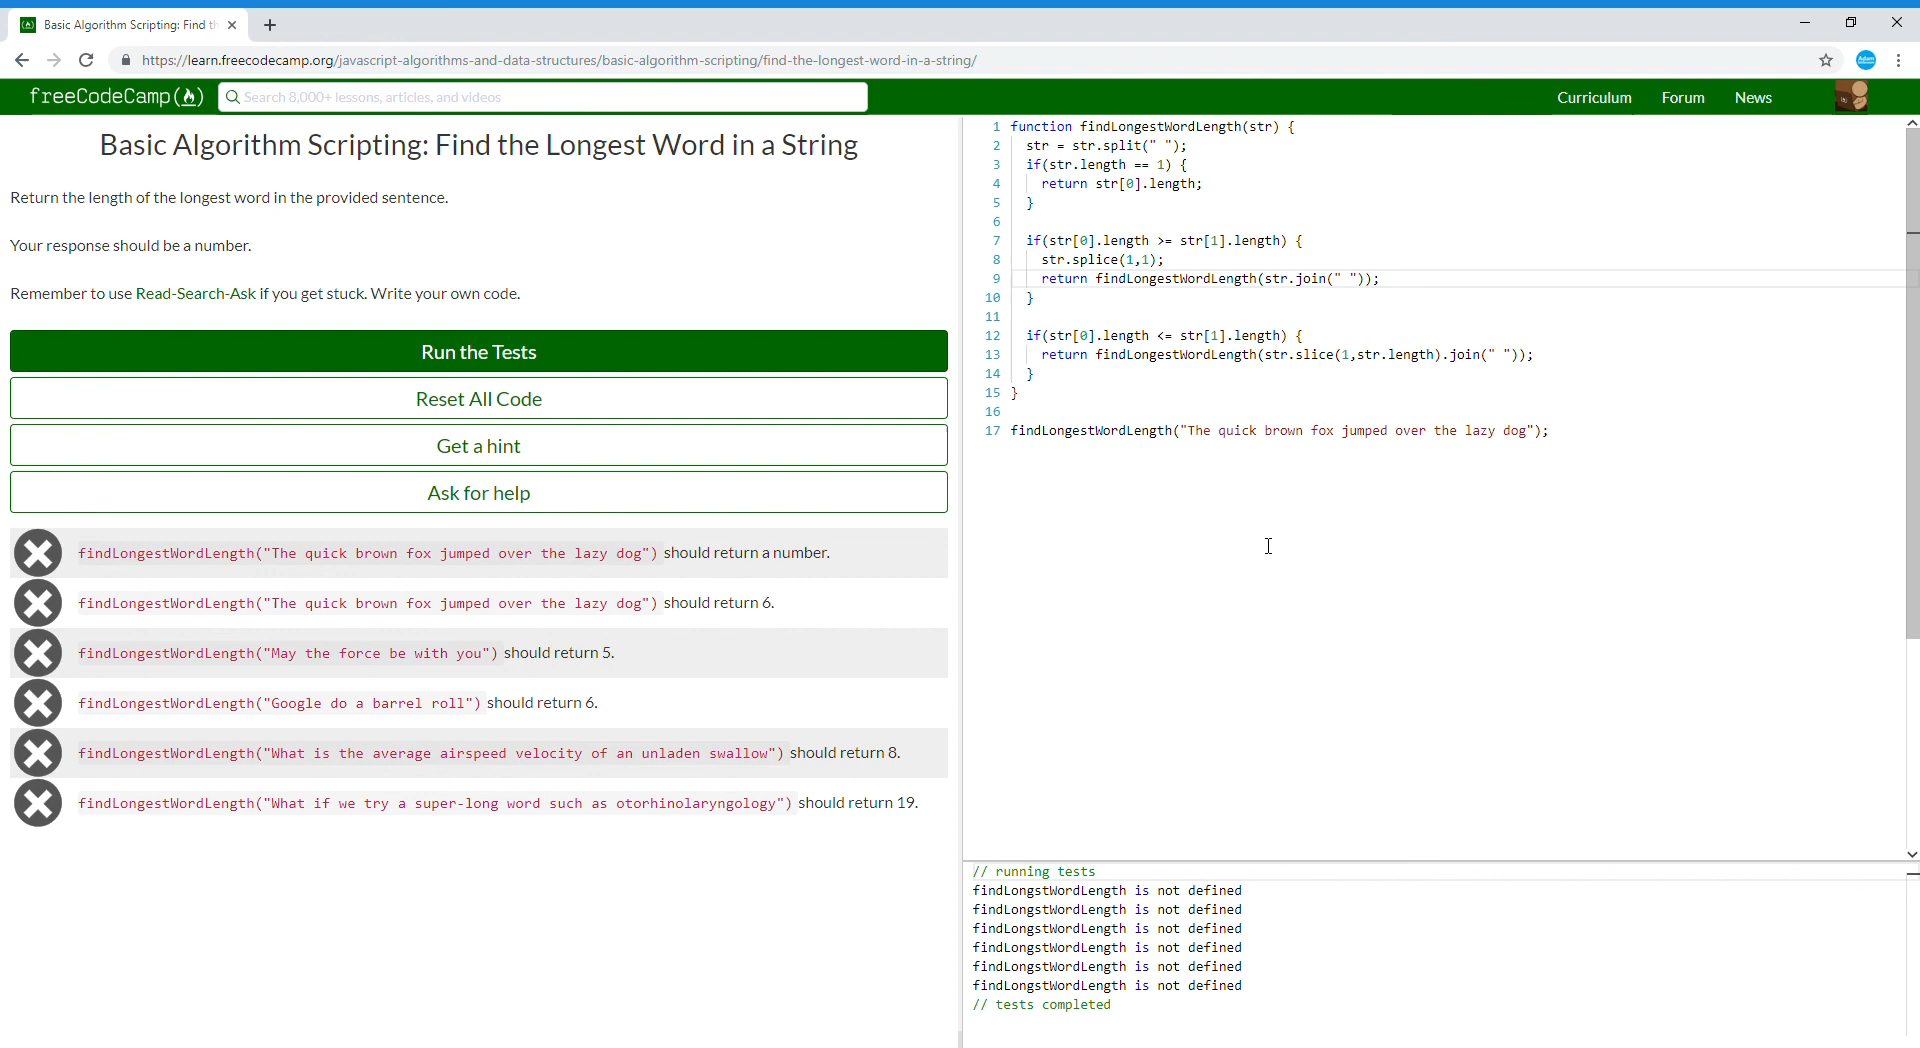 Basic Algorithm Scripting: Find th
https://learn.freecodecamp.org/javascript-algorithms-and-data-structures/basic-algorithm-scripting/find-the-longest-word-in-a-string/
Adam
freeCodeCamp
Search 8,000+ lessons, articles, and videos
Curriculum
Forum
News
Basic Algorithm Scripting: Find the Longest Word in a String
Return the length of the longest word in the provided sentence.
Your response should be a number.
Remember to use Read-Search-Ask if you get stuck. Write your own code.
Run the Tests
Reset All Code
Get a hint
Ask for help
findLongestWordLength("The quick brown fox jumped over the lazy dog") should return a number.
findLongestWordLength("The quick brown fox jumped over the lazy dog") should return 6.
findLongestWordLength("May the force be with you") should return 5.
findLongestWordLength("Google do a barrel roll") should return 6.
findLongestWordLength("What is the average airspeed velocity of an unladen swallow") should return 8.
findLongestWordLength("What if we try a super-long word such as otorhinolaryngology") should return 19.
1 function findLongestWordLength(str) {
2 str = str.split(" ");
3 if(str.length == 1) {
4 return str[0].length;
5 }
6
7 if(str[0].length >= str[1].length) {
8 str.splice(1,1);
9 return findLongestWordLength(str.join(" "));
10 }
11
12 if(str[0].length <= str[1].length) {
13 return findLongestWordLength(str.slice(1,str.length).join(" "));
14 }
15 }
16
17 findLongestWordLength("The quick brown fox jumped over the lazy dog");
// running tests
findLongstWordLength is not defined
findLongstWordLength is not defined
findLongstWordLength is not defined
findLongstWordLength is not defined
findLongstWordLength is not defined
findLongstWordLength is not defined
// tests completed